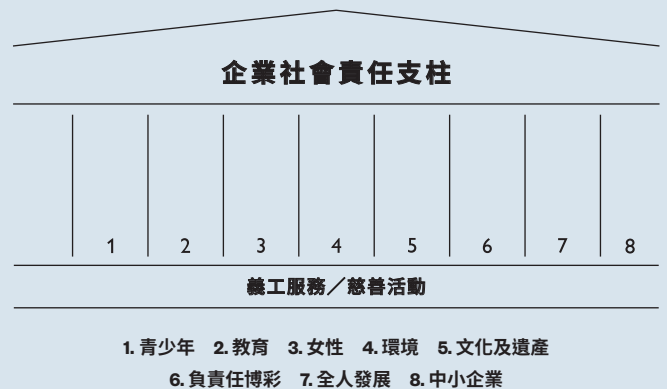 企業社會責任支柱
1 2 3 4 5 6 7 8
義工服務／慈善活動
1. 青少年 2. 教育 3. 女性 4. 環境 5. 文化及遺產
6. 負責任博彩 7. 全人發展 8. 中小企業